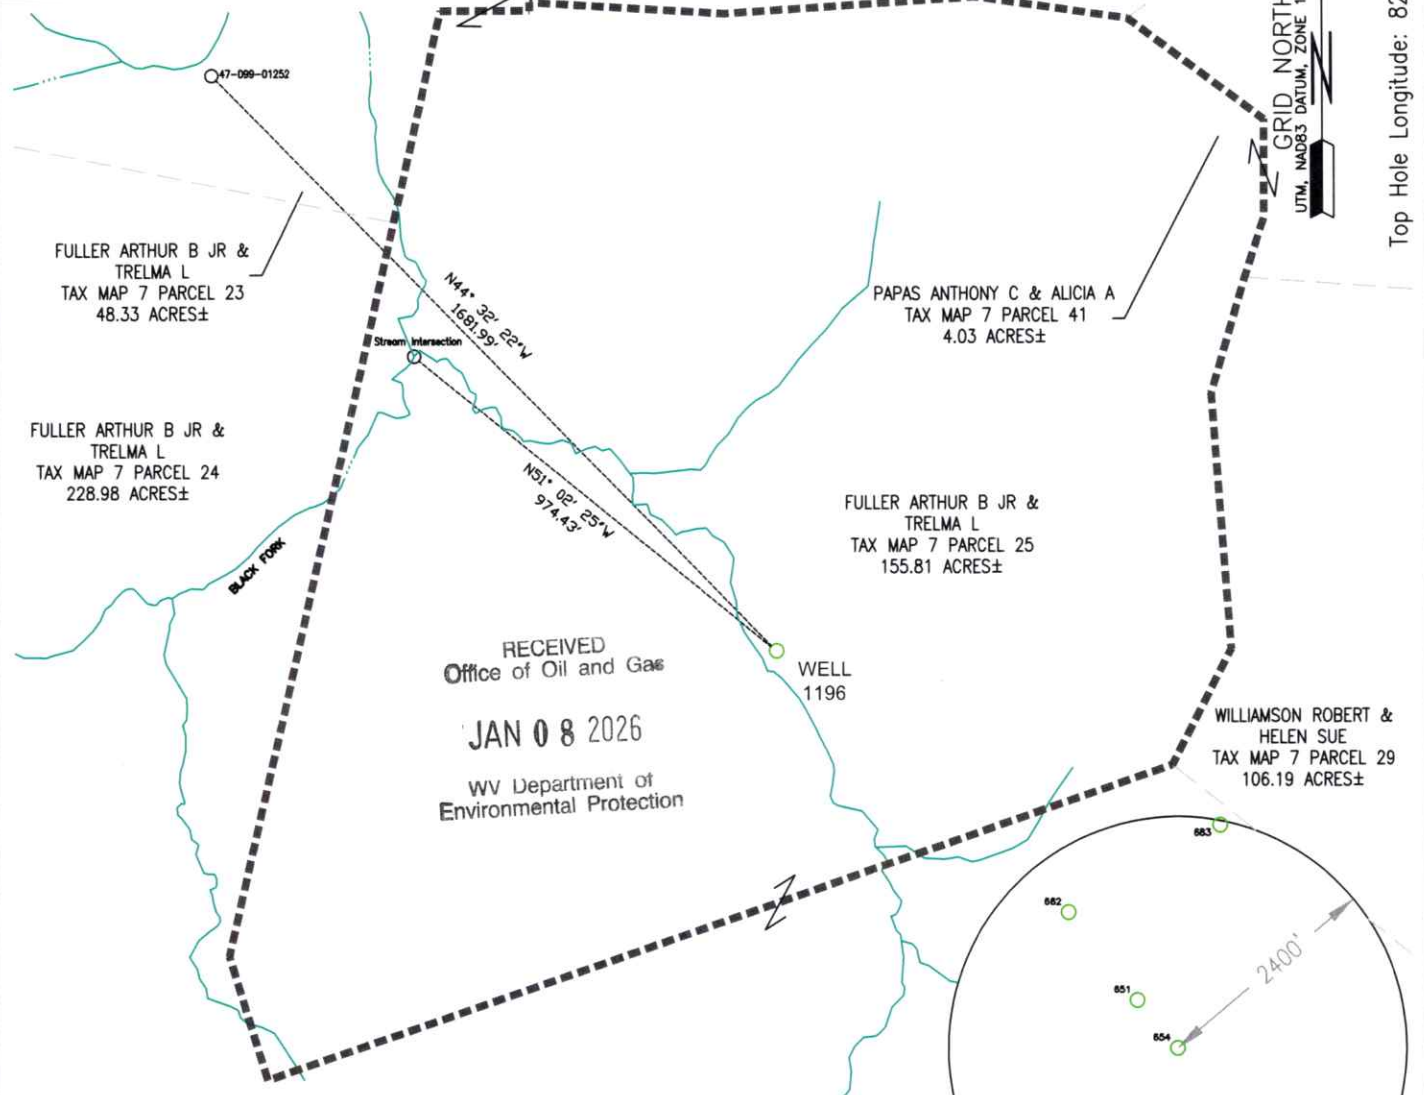 47-099-01252
GRID NORTH
UTM, NAD83 DATUM, ZONE 1
Top Hole Longitude: 82
FULLER ARTHUR B JR &
TRELMA L
TAX MAP 7 PARCEL 23
48.33 ACRES±
N44° 32' 22"W
1681.99'
PAPAS ANTHONY C & ALICIA A
TAX MAP 7 PARCEL 41
4.03 ACRES±
Stream Intersection
FULLER ARTHUR B JR &
TRELMA L
TAX MAP 7 PARCEL 24
228.98 ACRES±
N51° 02' 25"W
974.43'
FULLER ARTHUR B JR &
TRELMA L
TAX MAP 7 PARCEL 25
155.81 ACRES±
BLACK FORK
RECEIVED
Office of Oil and Gas
JAN 08 2026
WV Department of
Environmental Protection
WELL
1196
WILLIAMSON ROBERT &
HELEN SUE
TAX MAP 7 PARCEL 29
106.19 ACRES±
683
682
2400'
651
654